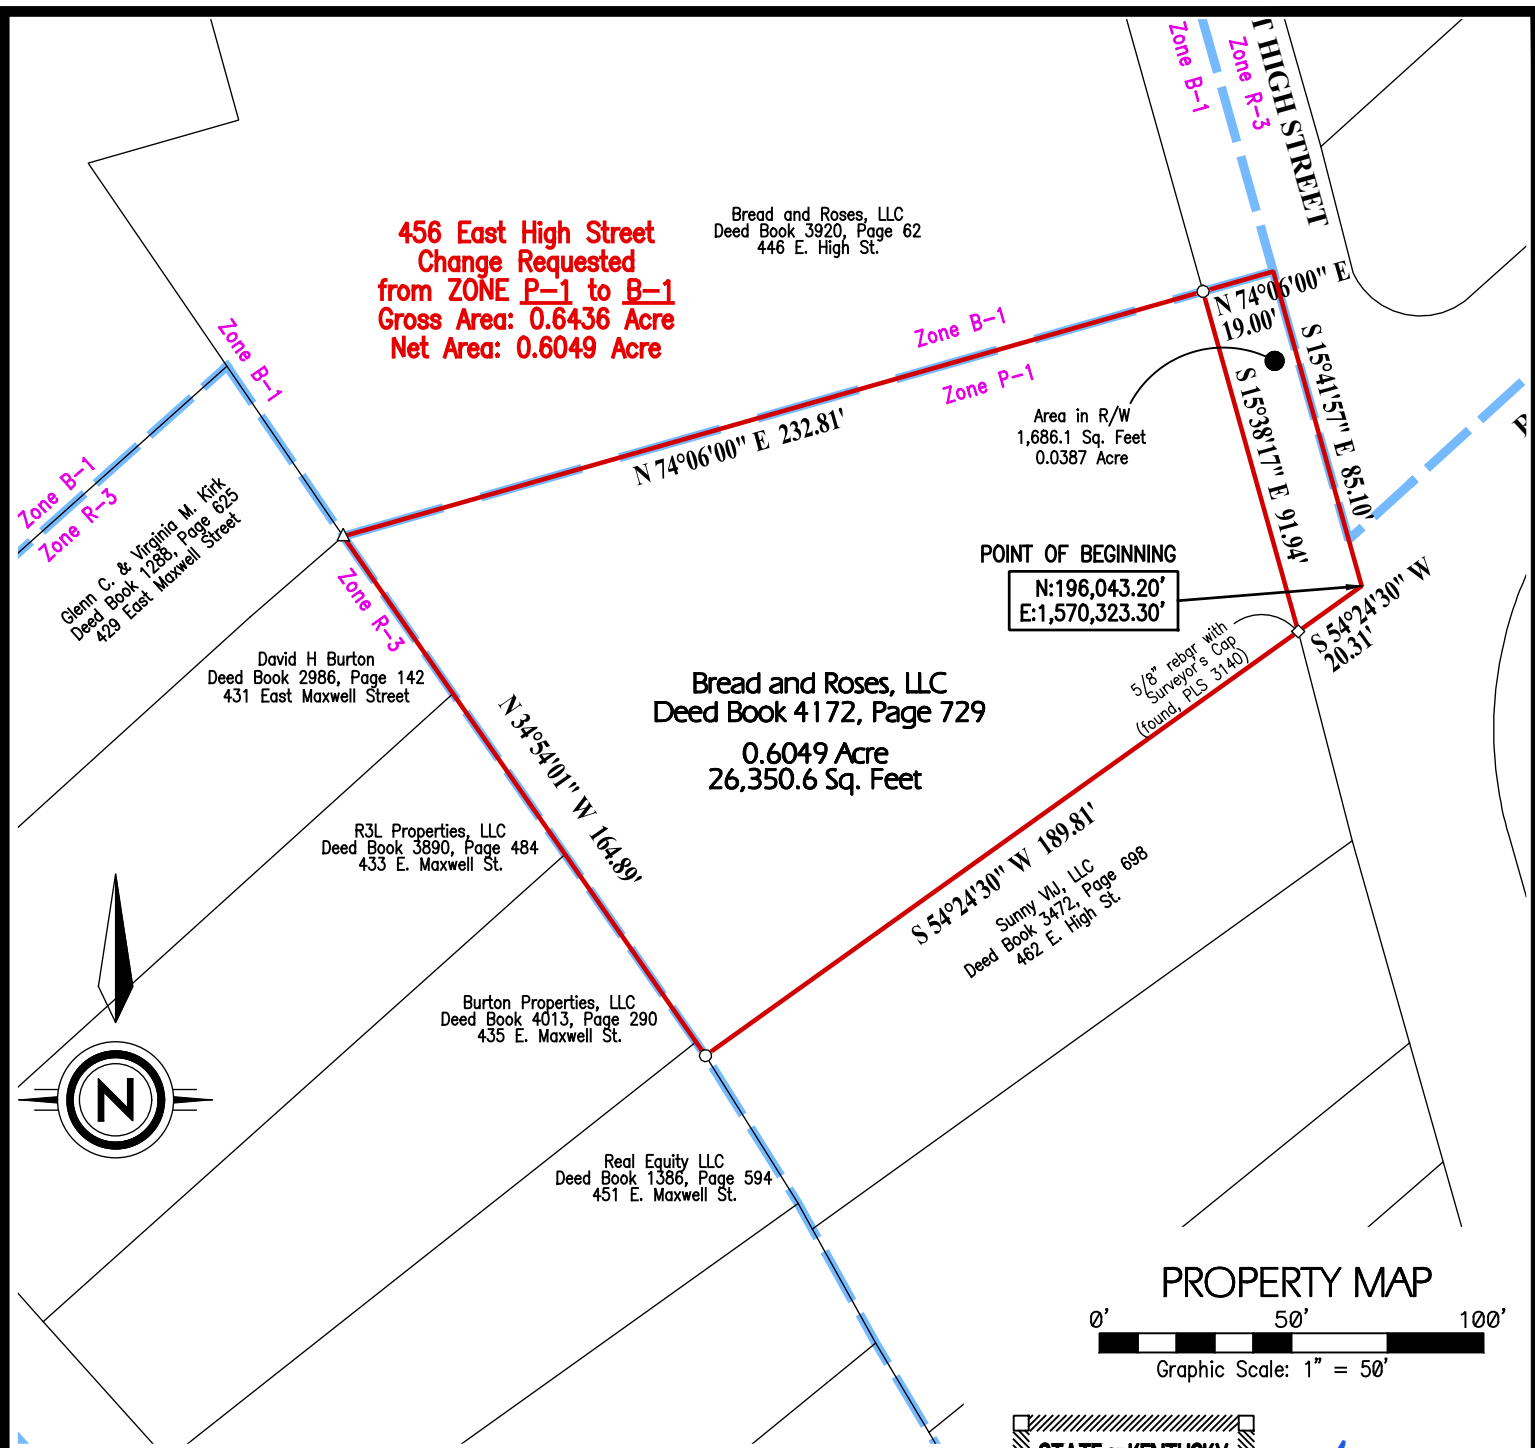 Zone B-1
Zone R-3
T HIGH STREET
456 East High Street
Change Requested
from ZONE P-1 to B-1
Gross Area: 0.6436 Acre
Net Area: 0.6049 Acre
Bread and Roses, LLC
Deed Book 3920, Page 62
446 E. High St.
N 74°06'00" E
19.00'
Zone B-1
Zone B-1
Zone P-1
S 15°41'57" E  85.10'
S 15°38'17" E  91.94'
Area in R/W
1,686.1 Sq. Feet
0.0387 Acre
N 74°06'00" E  232.81'
Zone B-1
Zone R-3
Glenn C. & Virginia M. Kirk
Deed Book 1288, Page 625
429 East Maxwell Street
POINT OF BEGINNING
N:196,043.20'
E:1,570,323.30'
Zone R-3
S 54°24'30" W
20.31'
5/8" rebar with
Surveyor's Cap
(found, PLS 3140)
David H Burton
Deed Book 2986, Page 142
431 East Maxwell Street
Bread and Roses, LLC
Deed Book 4172, Page 729
0.6049 Acre
26,350.6 Sq. Feet
N 34°54'01" W  164.89'
R3L Properties, LLC
Deed Book 3890, Page 484
433 E. Maxwell St.
S 54°24'30" W  189.81'
Sunny VIJ, LLC
Deed Book 3472, Page 698
462 E. High St.
Burton Properties, LLC
Deed Book 4013, Page 290
435 E. Maxwell St.
N
Real Equity LLC
Deed Book 1386, Page 594
451 E. Maxwell St.
PROPERTY MAP
0' 50' 100'
Graphic Scale: 1" = 50'
STATE of KENTUCKY